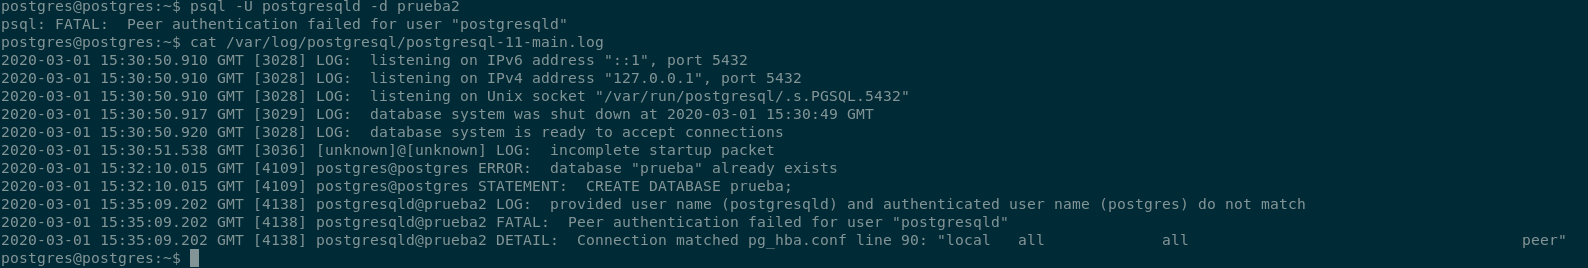 postgres@postgres:~$ psql -U postgresqld -d prueba2
psql: FATAL:  Peer authentication failed for user "postgresqld"
postgres@postgres:~$ cat /var/log/postgresql/postgresql-11-main.log
2020-03-01 15:30:50.910 GMT [3028] LOG:  listening on IPv6 address "::1", port 5432
2020-03-01 15:30:50.910 GMT [3028] LOG:  listening on IPv4 address "127.0.0.1", port 5432
2020-03-01 15:30:50.910 GMT [3028] LOG:  listening on Unix socket "/var/run/postgresql/.s.PGSQL.5432"
2020-03-01 15:30:50.917 GMT [3029] LOG:  database system was shut down at 2020-03-01 15:30:49 GMT
2020-03-01 15:30:50.920 GMT [3028] LOG:  database system is ready to accept connections
2020-03-01 15:30:51.538 GMT [3036] [unknown]@[unknown] LOG:  incomplete startup packet
2020-03-01 15:32:10.015 GMT [4109] postgres@postgres ERROR:  database "prueba" already exists
2020-03-01 15:32:10.015 GMT [4109] postgres@postgres STATEMENT:  CREATE DATABASE prueba;
2020-03-01 15:35:09.202 GMT [4138] postgresqld@prueba2 LOG:  provided user name (postgresqld) and authenticated user name (postgres) do not match
2020-03-01 15:35:09.202 GMT [4138] postgresqld@prueba2 FATAL:  Peer authentication failed for user "postgresqld"
2020-03-01 15:35:09.202 GMT [4138] postgresqld@prueba2 DETAIL:  Connection matched pg_hba.conf line 90: "local   all             all                                     peer"
postgres@postgres:~$